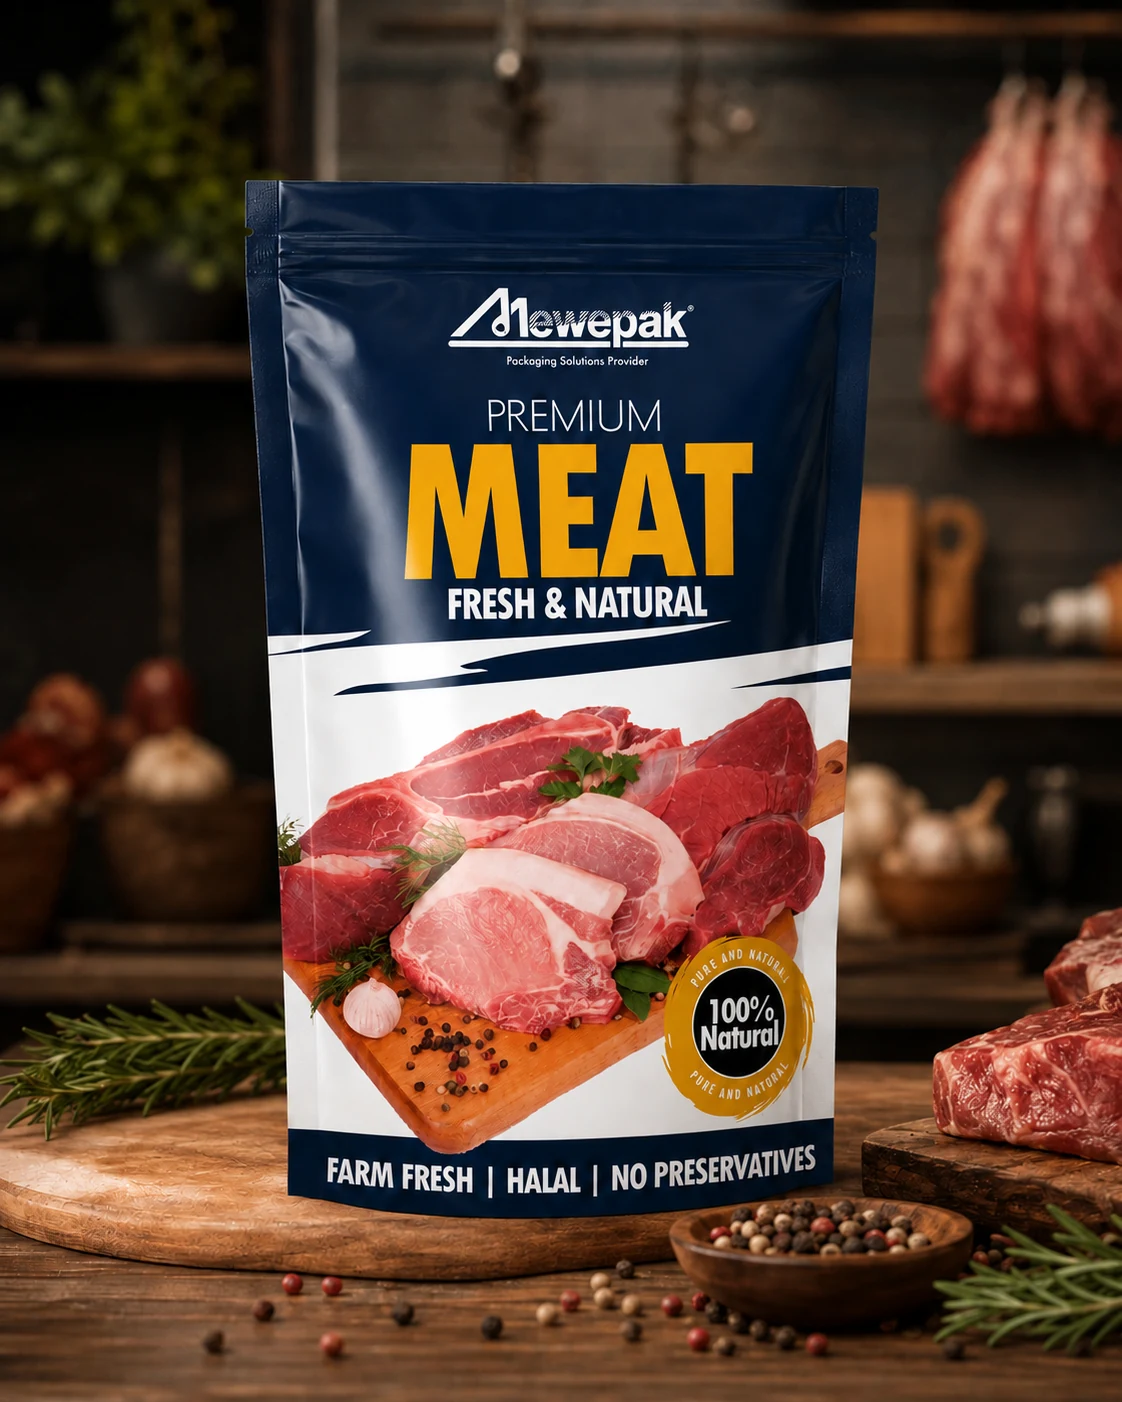 Mewepak®
Packaging Solutions Provider
PREMIUM
MEAT
FRESH & NATURAL
PURE AND NATURAL
100%
Natural
PURE AND NATURAL
FARM FRESH | HALAL | NO PRESERVATIVES